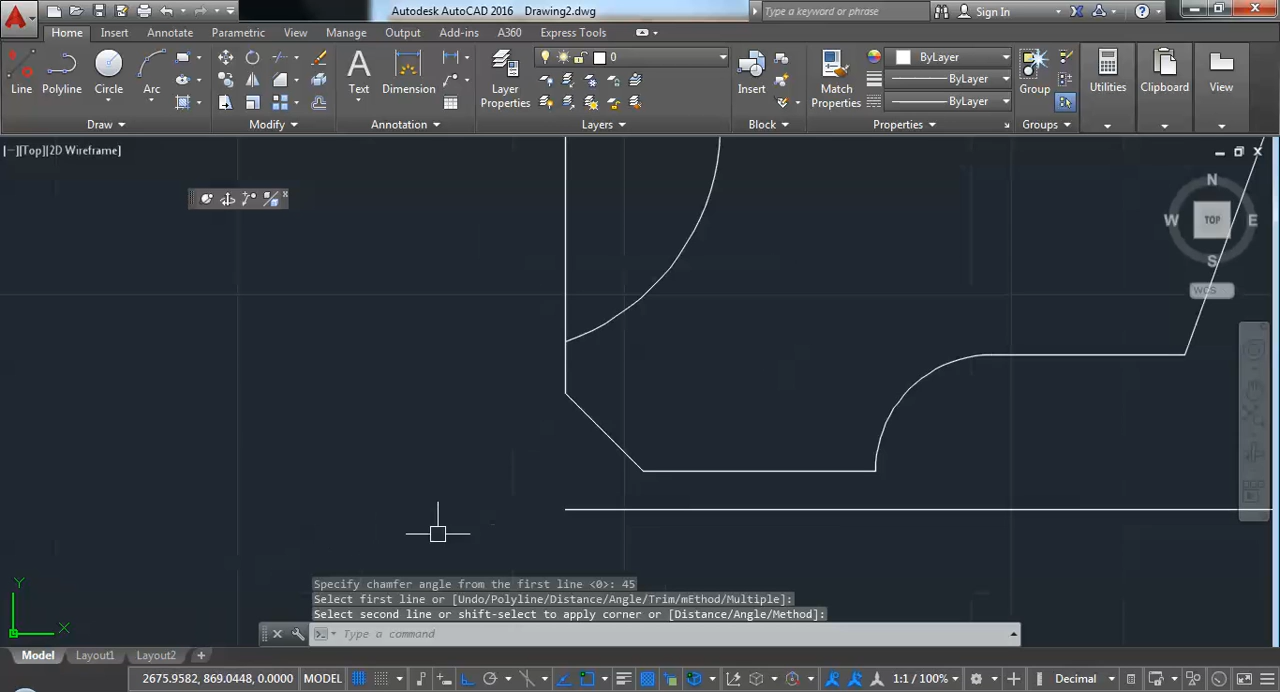 Autodesk AutoCAD 2016 Drawing2.dwg
Type a keyword or phrase
Sign In
Home Insert Annotate Parametric View Manage Output Add-ins A360 Express Tools
0
ByLayer
ByLayer
ByLayer
Line Polyline Circle Arc Text Dimension Layer Properties Insert Match Properties Group Utilities Clipboard View
Draw Modify Annotation Layers Block Properties Groups
[−][Top][2D Wireframe]
N
W TOP E
S
WCS
Y
X
Specify chamfer angle from the first line <0>: 45
Select first line or [Undo/Polyline/Distance/Angle/Trim/mEthod/Multiple]:
Select second line or shift-select to apply corner or [Distance/Angle/Method]:
Type a command
Model Layout1 Layout2 +
2675.9582, 869.0448, 0.0000 MODEL 1:1 / 100% Decimal